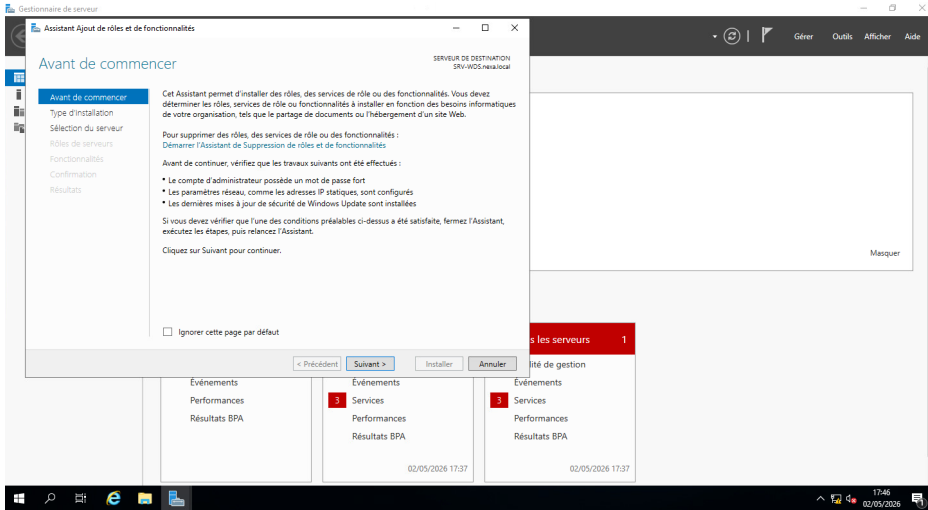 Gestionnaire de serveur
Assistant Ajout de rôles et de fonctionnalités
Gérer Outils Afficher Aide
Avant de commencer
SERVEUR DE DESTINATION
SRV-WDS.nexa.local
Avant de commencer
Type d'installation
Sélection du serveur
Rôles de serveurs
Fonctionnalités
Confirmation
Résultats
Cet Assistant permet d'installer des rôles, des services de rôle ou des fonctionnalités. Vous devez
déterminer les rôles, services de rôle ou fonctionnalités à installer en fonction des besoins informatiques
de votre organisation, tels que le partage de documents ou l'hébergement d'un site Web.
Pour supprimer des rôles, des services de rôle ou des fonctionnalités :
Démarrer l'Assistant de Suppression de rôles et de fonctionnalités
Avant de continuer, vérifiez que les travaux suivants ont été effectués :
• Le compte d'administrateur possède un mot de passe fort
• Les paramètres réseau, comme les adresses IP statiques, sont configurés
• Les dernières mises à jour de sécurité de Windows Update sont installées
Si vous devez vérifier que l'une des conditions préalables ci-dessus a été satisfaite, fermez l'Assistant,
exécutez les étapes, puis relancez l'Assistant.
Cliquez sur Suivant pour continuer.
Ignorer cette page par défaut
< Précédent Suivant > Installer Annuler
Masquer
s les serveurs 1
lité de gestion
Événements Événements Événements
Performances 3 Services 3 Services
Résultats BPA Performances Performances
Résultats BPA Résultats BPA
02/05/2026 17:37 02/05/2026 17:37
17:46
02/05/2026
1